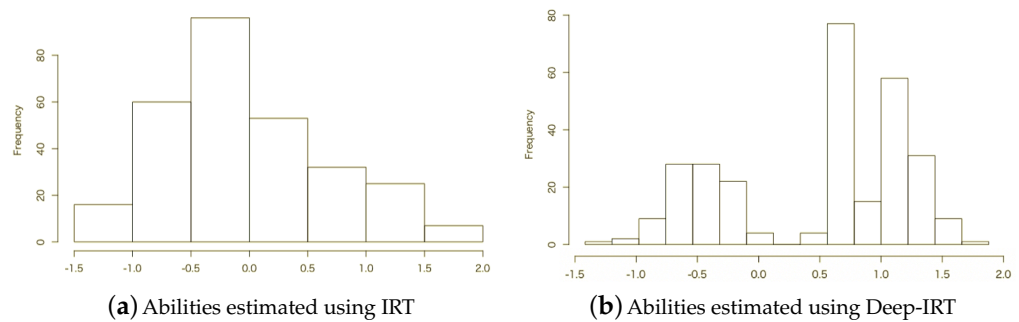 Frequency
0 20 40 60 80
-1.5 -1.0 -0.5 0.0 0.5 1.0 1.5 2.0
(a) Abilities estimated using IRT
Frequency
0 20 40 60 80
-1.5 -1.0 -0.5 0.0 0.5 1.0 1.5 2.0
(b) Abilities estimated using Deep-IRT